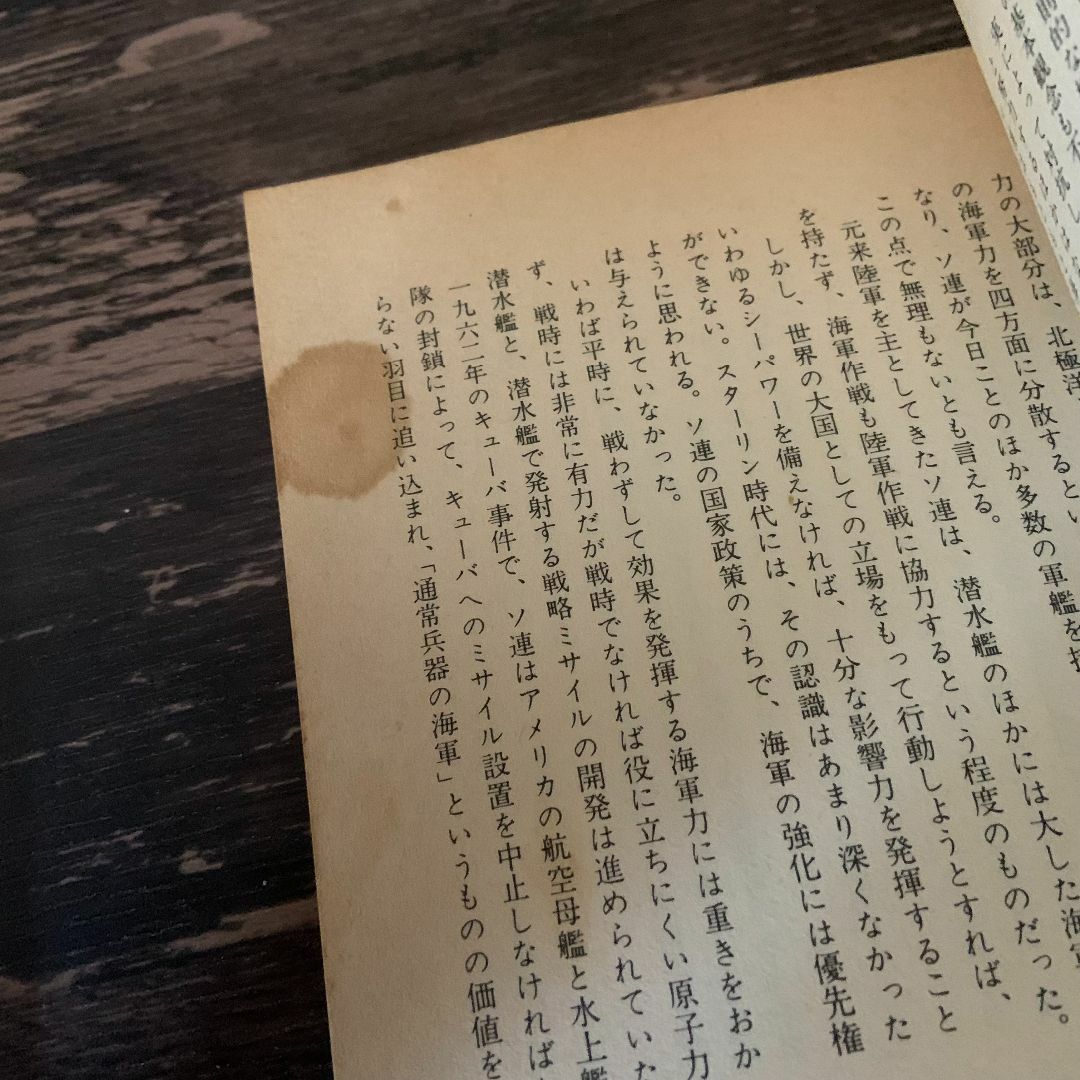 的な
の基本観念も不
力の大部分は、北極洋
の海軍力を四方面に分散するとい
なり、ソ連が今日ことのほか多数の軍艦を
この点で無理もないとも言える。
元来陸軍を主としてきたソ連は、潜水艦のほかには大した海軍
を持たず、海軍作戦も陸軍作戦に協力するという程度のものだった。
しかし、世界の大国としての立場をもって行動しようとすれば、
いわゆるシーパワーを備えなければ、十分な影響力を発揮すること
ができない。スターリン時代には、その認識はあまり深くなかった
ように思われる。ソ連の国家政策のうちで、海軍の強化には優先権
は与えられていなかった。
いわば平時に、戦わずして効果を発揮する海軍力には重きをおか
ず、戦時には非常に有力だが戦時でなければ役に立ちにくい原子力
潜水艦と、潜水艦で発射する戦略ミサイルの開発は進められていた
一九六二年のキューバ事件で、ソ連はアメリカの航空母艦と水上艦
隊の封鎖によって、キューバへのミサイル設置を中止しなければ
らない羽目に追い込まれ、「通常兵器の海軍」というものの価値を